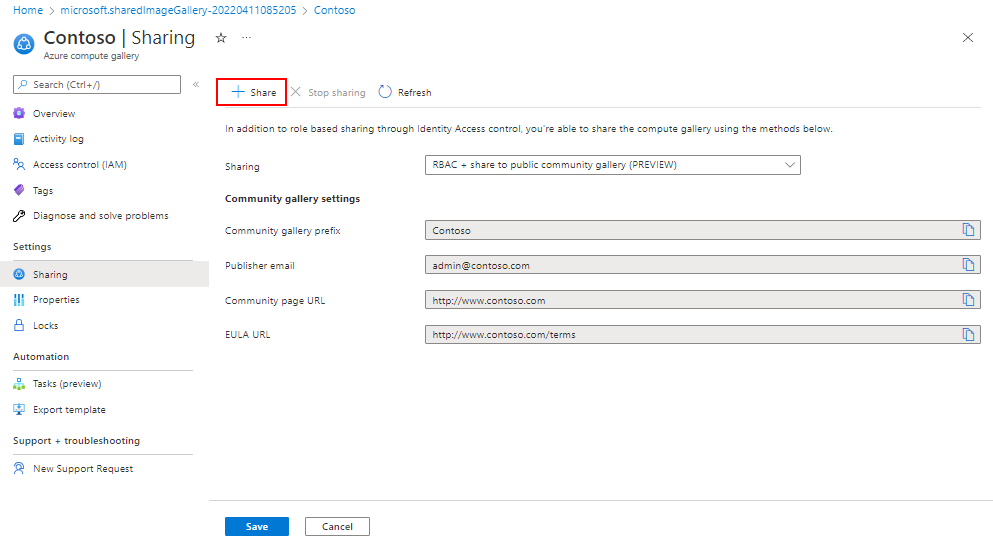 Home > microsoft.sharedImageGallery-20220411085205 > Contoso
Contoso | Sharing
Azure compute gallery
Search (Ctrl+/)
Overview
Activity log
Access control (IAM)
Tags
Diagnose and solve problems
Settings
Sharing
Properties
Locks
Automation
Tasks (preview)
Export template
Support + troubleshooting
New Support Request
Share Stop sharing Refresh
In addition to role based sharing through Identity Access control, you're able to share the compute gallery using the methods below.
Sharing RBAC + share to public community gallery (PREVIEW)
Community gallery settings
Community gallery prefix Contoso
Publisher email admin@contoso.com
Community page URL http://www.contoso.com
EULA URL http://www.contoso.com/terms
Save Cancel